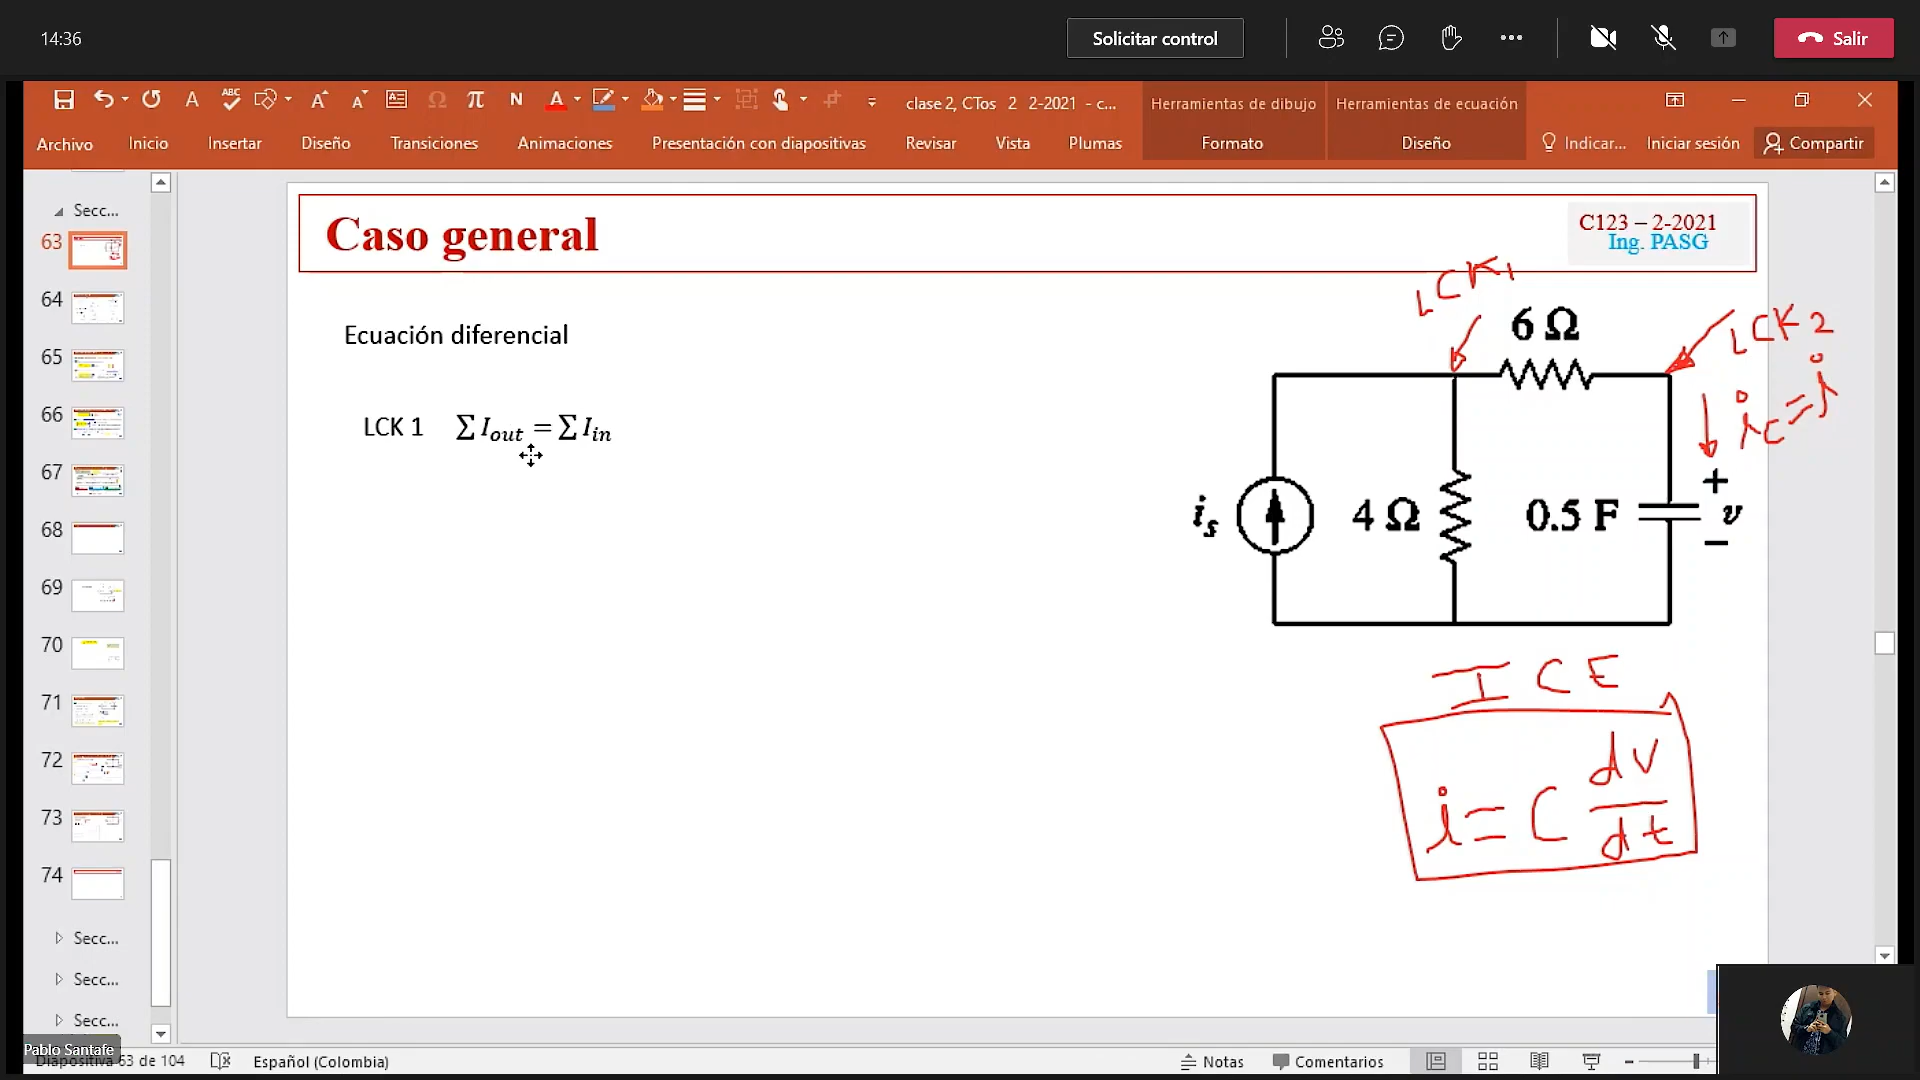 14:36
Solicitar control
Salir
clase 2, CTos 2 2-2021 - c...
Herramientas de dibujo
Herramientas de ecuación
Archivo
Inicio
Insertar
Diseño
Transiciones
Animaciones
Presentación con diapositivas
Revisar
Vista
Plumas
Formato
Diseño
Indicar...
Iniciar sesión
Compartir
Secc...
63
64
65
66
67
68
69
70
71
72
73
74
Secc...
Secc...
Secc...
Caso general
C123 – 2-2021
Ing. PASG
Ecuación diferencial
LCK 1 ∑ I_out = ∑ I_in
LCK1
LCK2
6 Ω
i_c = i
i_s
4 Ω
0.5 F
+
v
−
ICE
i = C dv/dt
Pablo Santafe
Diapositiva 63 de 104
Español (Colombia)
Notas
Comentarios